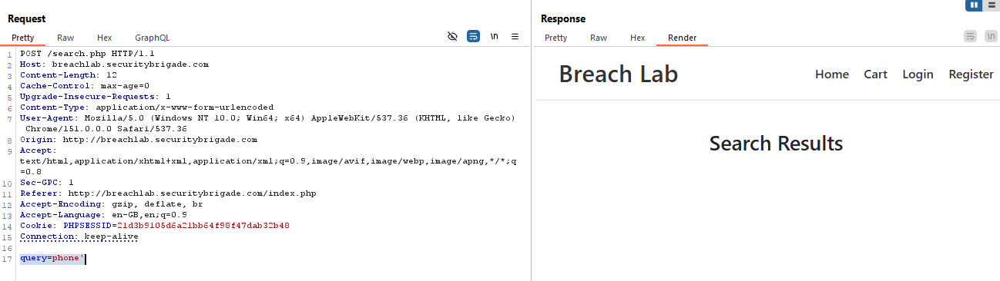 Request
Pretty Raw Hex GraphQL \n
1 POST /search.php HTTP/1.1
2 Host: breachlab.securitybrigade.com
3 Content-Length: 12
4 Cache-Control: max-age=0
5 Upgrade-Insecure-Requests: 1
6 Content-Type: application/x-www-form-urlencoded
7 User-Agent: Mozilla/5.0 (Windows NT 10.0; Win64; x64) AppleWebKit/537.36 (KHTML, like Gecko)
Chrome/151.0.0.0 Safari/537.36
8 Origin: http://breachlab.securitybrigade.com
9 Accept:
text/html,application/xhtml+xml,application/xml;q=0.9,image/avif,image/webp,image/apng,*/*;q
=0.8
10 Sec-GPC: 1
11 Referer: http://breachlab.securitybrigade.com/index.php
12 Accept-Encoding: gzip, deflate, br
13 Accept-Language: en-GB,en;q=0.9
14 Cookie: PHPSESSID=21d3b9105d6a21bb64f98f47dab32b48
15 Connection: keep-alive
16
17 query=phone'
Response
Pretty Raw Hex Render \n
Breach Lab Home Cart Login Register
Search Results